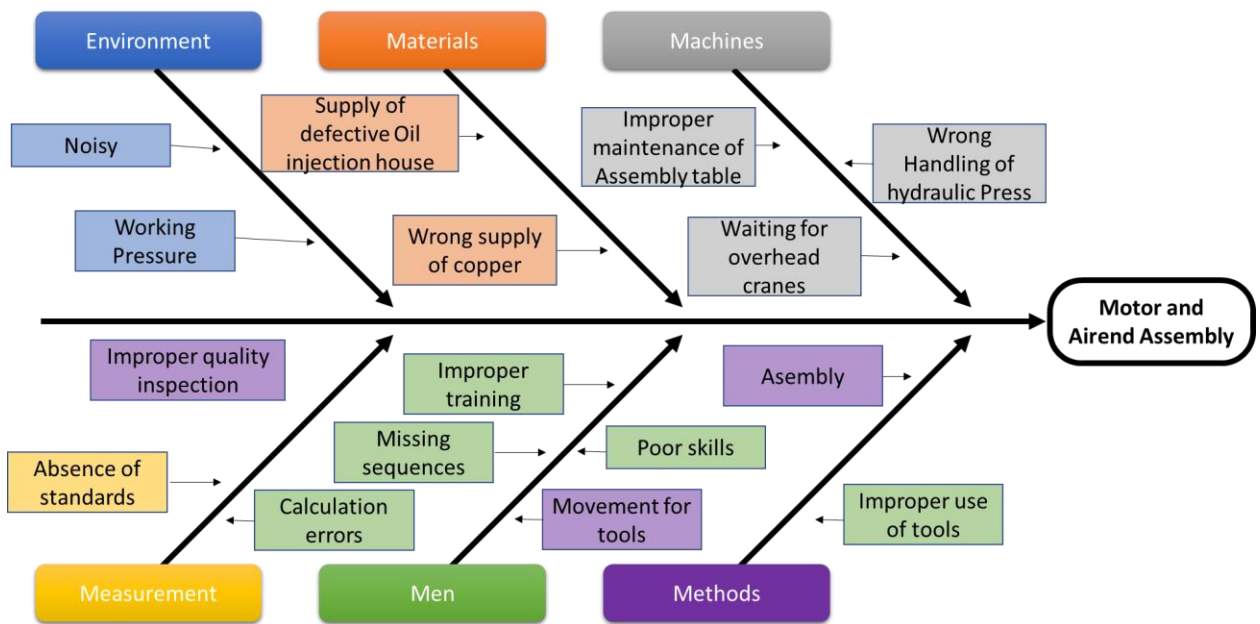 Environment
Materials
Machines
Noisy
Supply of
defective Oil
injection house
Improper
maintenance of
Assembly table
Wrong
Handling of
hydraulic Press
Working
Pressure
Wrong supply
of copper
Waiting for
overhead
cranes
Motor and
Airend Assembly
Improper quality
inspection
Improper
training
Asembly
Missing
sequences
Poor skills
Absence of
standards
Calculation
errors
Movement for
tools
Improper use
of tools
Measurement
Men
Methods